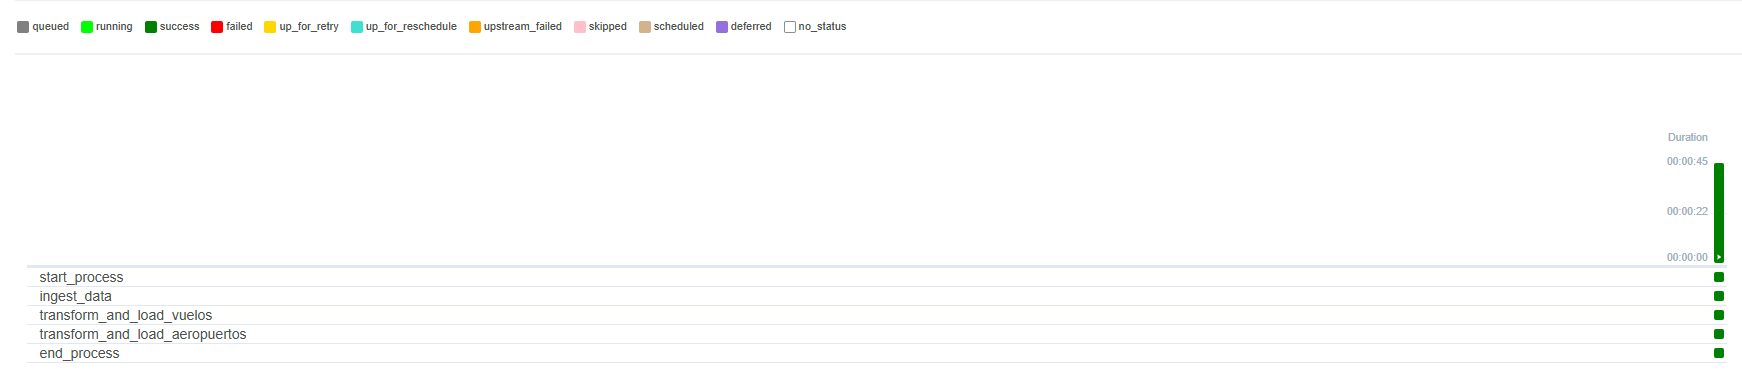 queued running success failed up_for_retry up_for_reschedule upstream_failed skipped scheduled deferred no_status
Duration
00:00:45
00:00:22
00:00:00
start_process
ingest_data
transform_and_load_vuelos
transform_and_load_aeropuertos
end_process